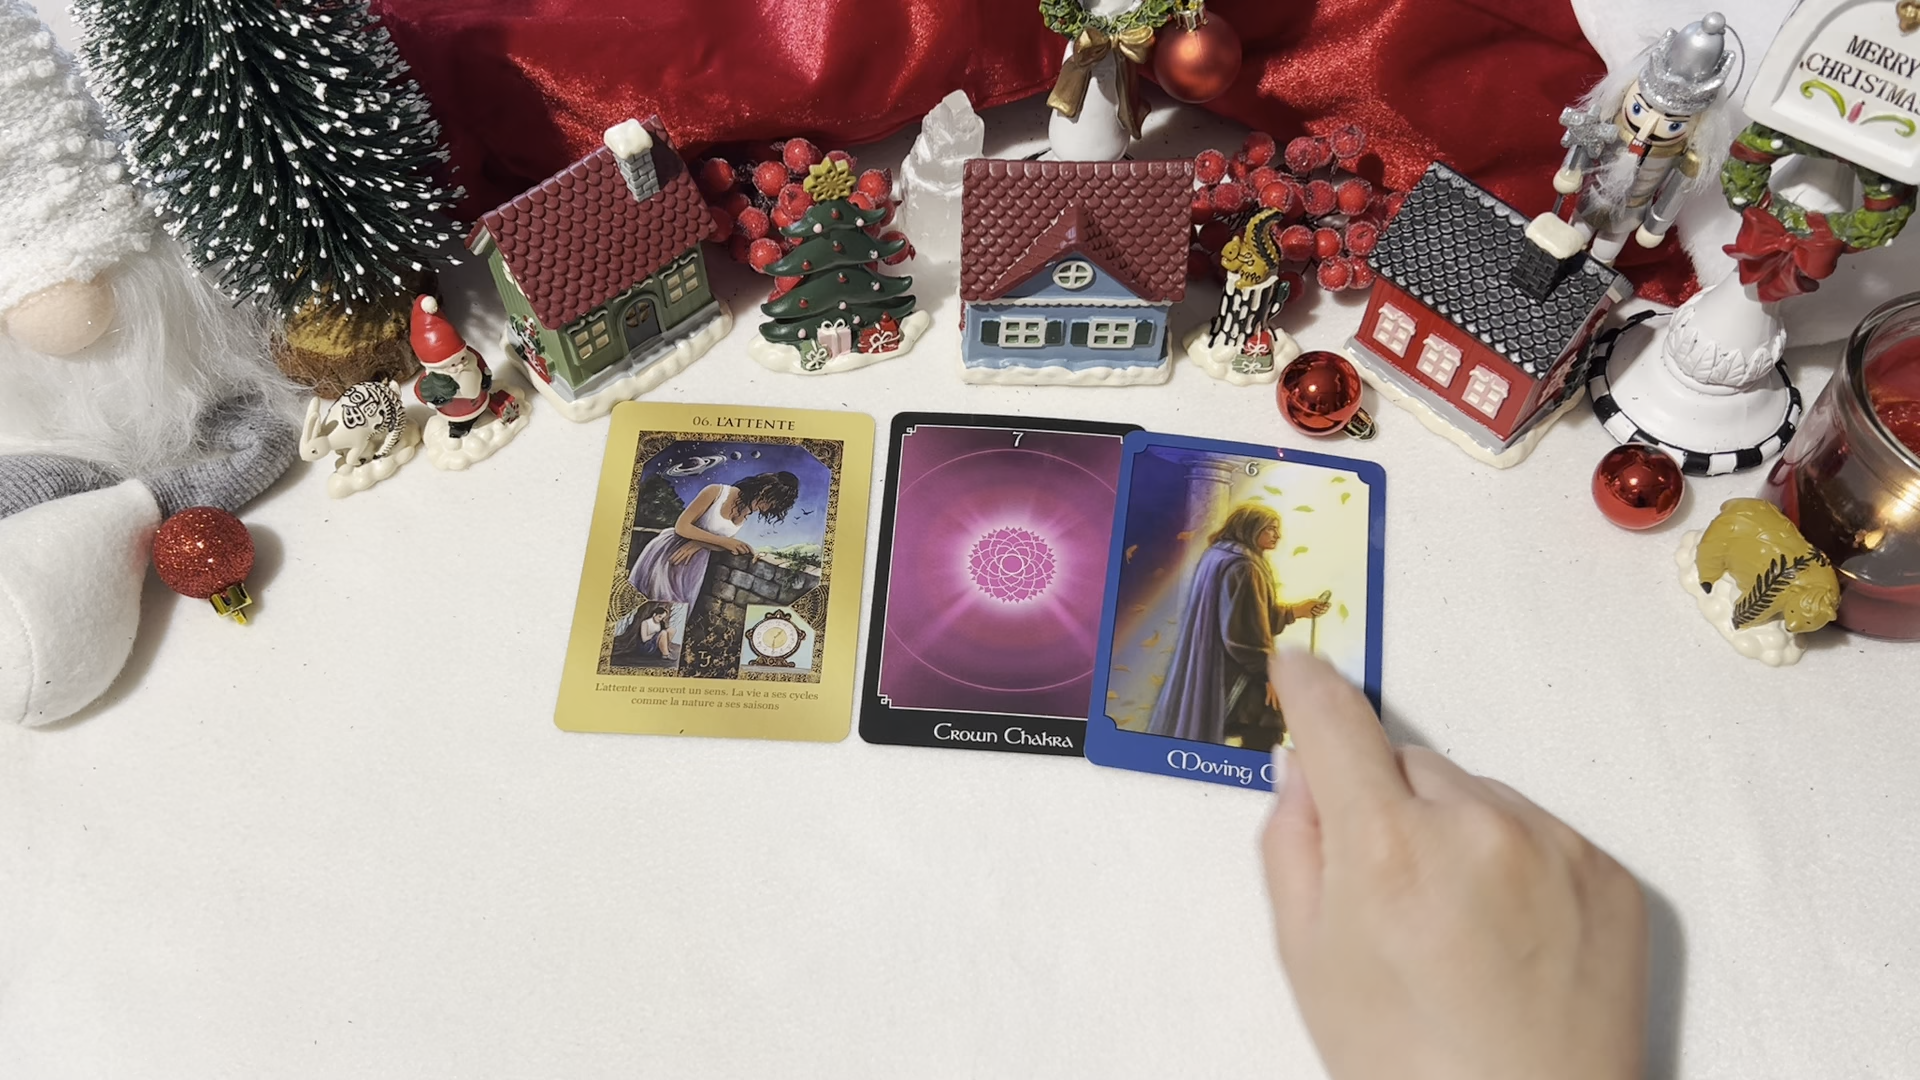 MERRY
CHRISTMA
06. L'ATTENTE
L'attente a souvent un sens. La vie a ses cycles
comme la nature a ses saisons
7
Crown Chakra
6
Moving